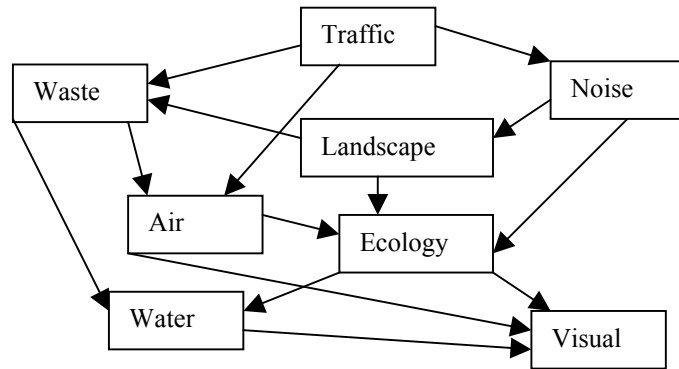 Traffic
Waste
Noise
Landscape
Air
Ecology
Water
Visual